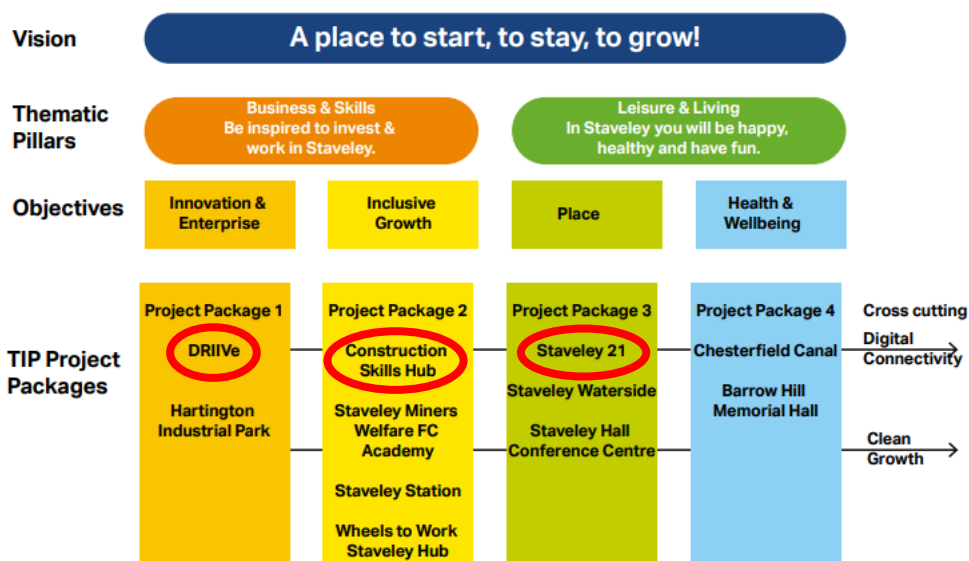 Vision
A place to start, to stay, to grow!
Thematic
Pillars
Business & Skills
Be inspired to invest &
work in Staveley.
Leisure & Living
In Staveley you will be happy,
healthy and have fun.
Objectives
Innovation &
Enterprise
Inclusive
Growth
Place
Health &
Wellbeing
TIP Project
Packages
Project Package 1
DRIIVe
Hartington
Industrial Park
Project Package 2
Construction
Skills Hub
Staveley Miners
Welfare FC
Academy
Staveley Station
Wheels to Work
Staveley Hub
Project Package 3
Staveley 21
Staveley Waterside
Staveley Hall
Conference Centre
Project Package 4
Chesterfield Canal
Barrow Hill
Memorial Hall
Cross cutting
Digital
Connectivity
Clean
Growth